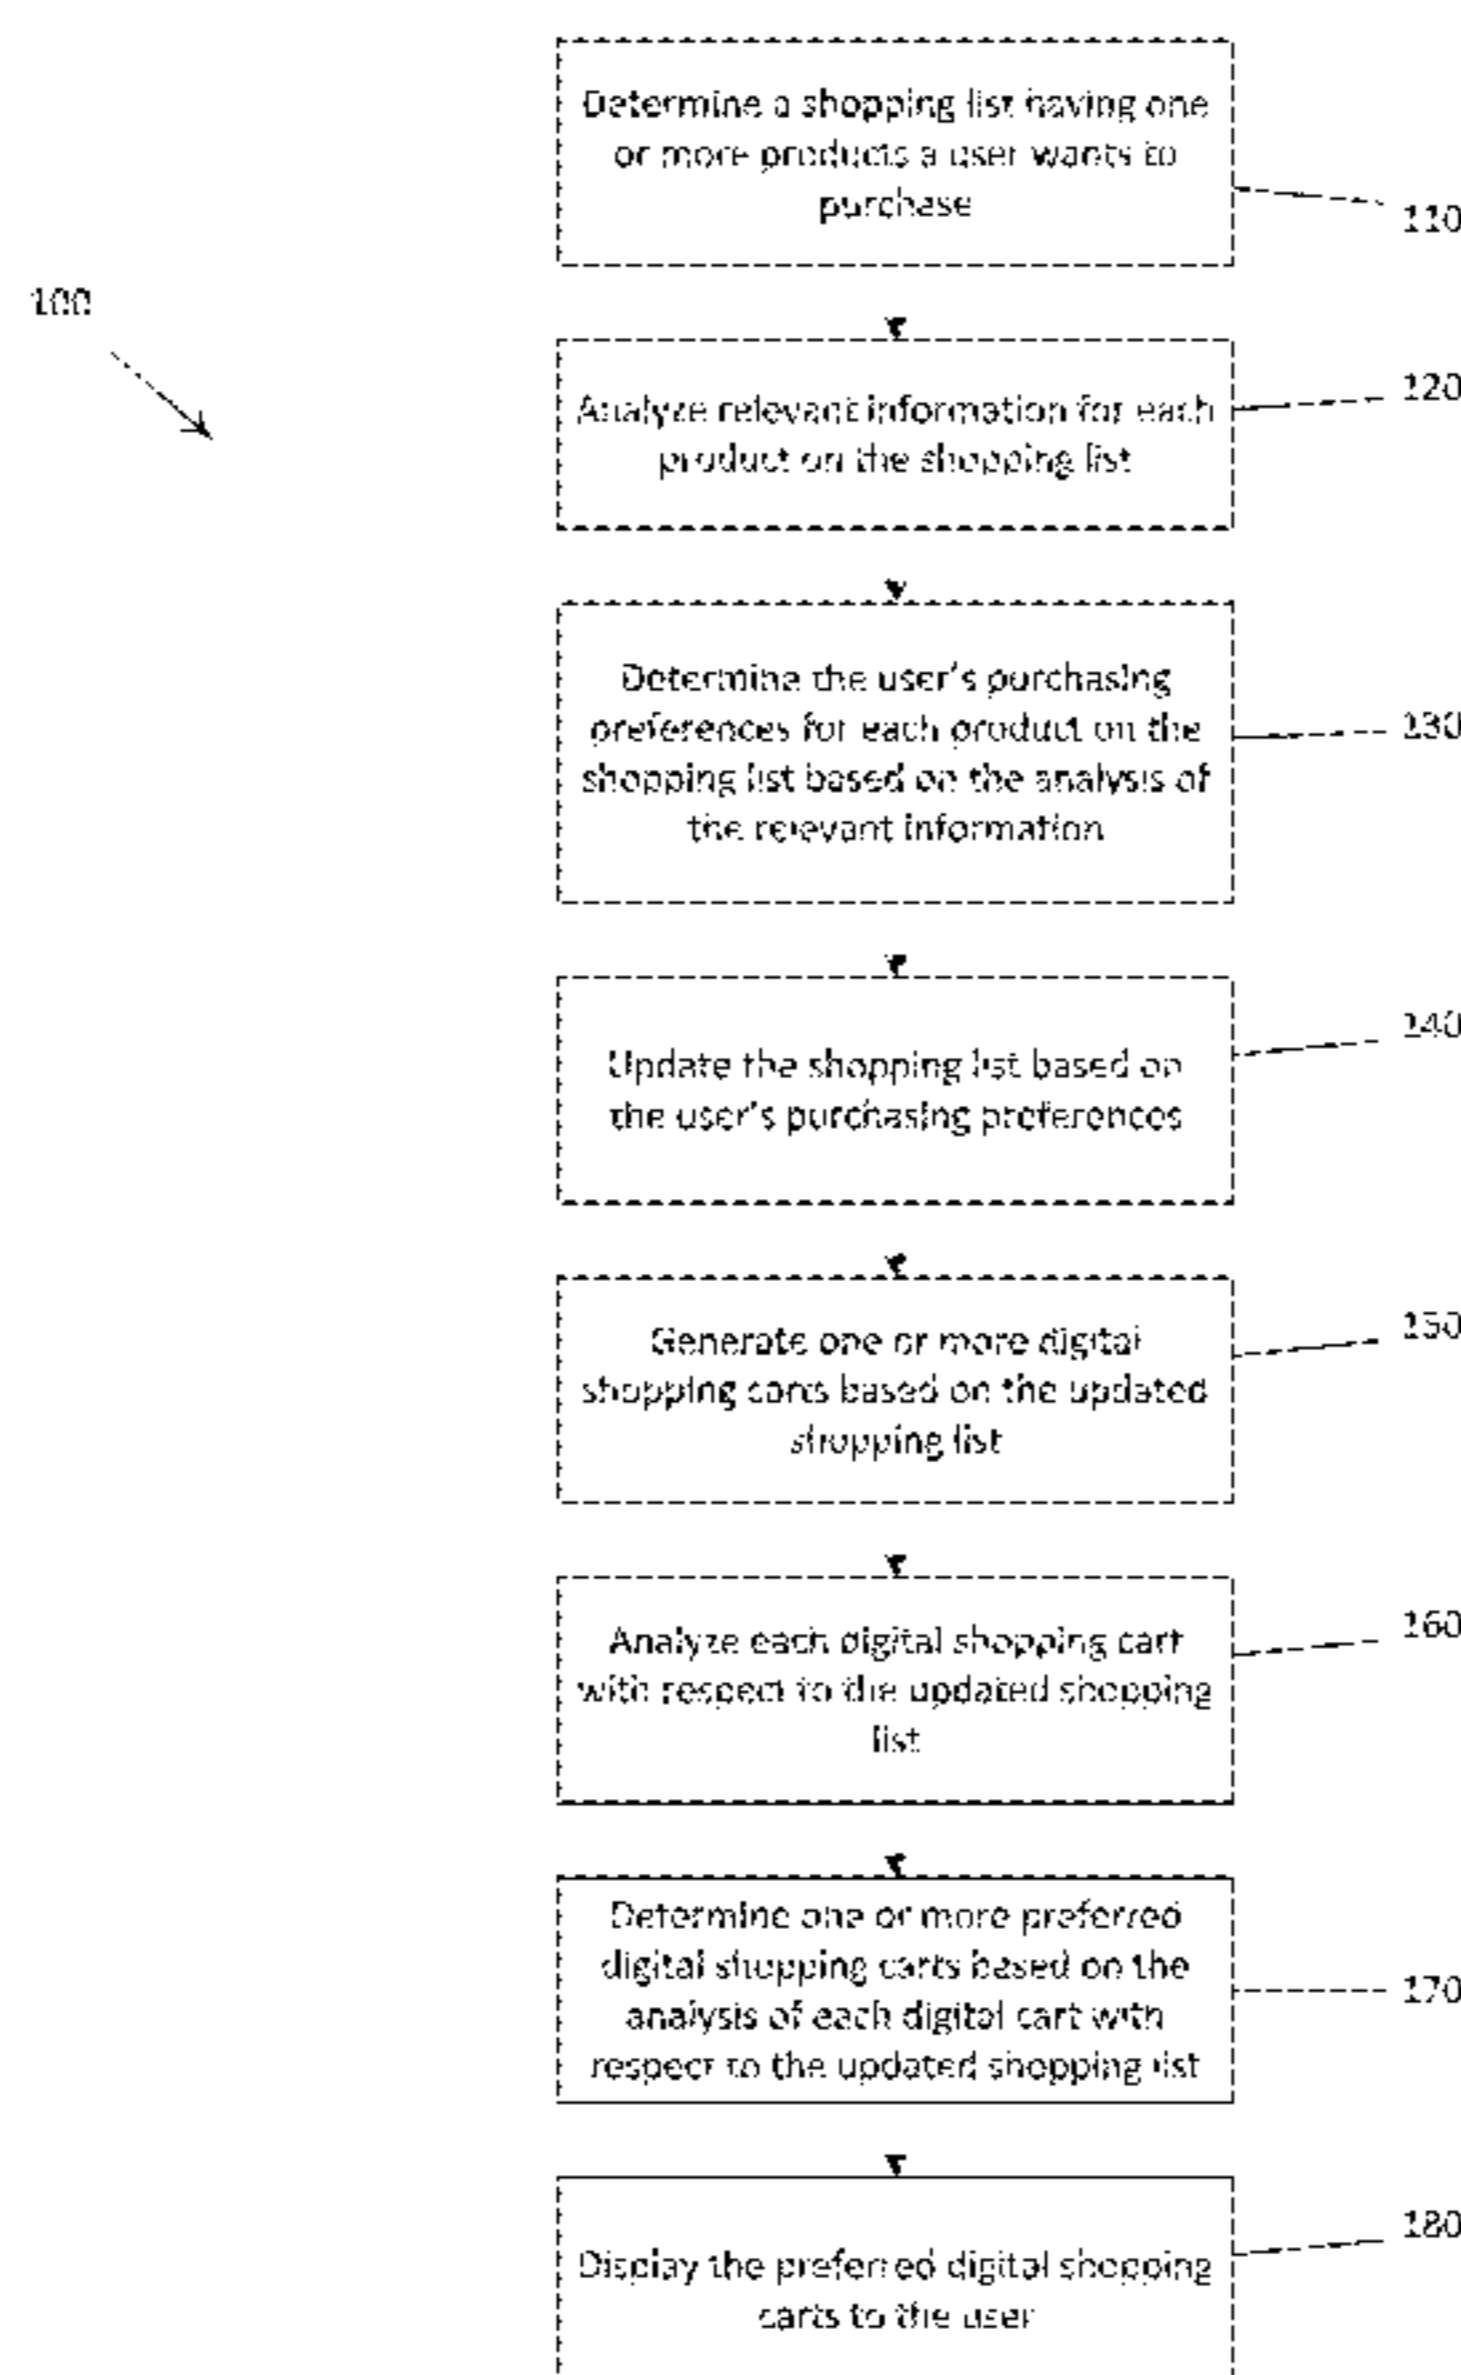 Determine a shopping list having one
or more products a user wants to
purchase
110
100
120
Analyze relevant information for each
product on the shopping list
Determine the user's purchasing
preferences for each product on the
shopping list based on the analysis of
the relevant information
130
140
Update the shopping list based on
the user's purchasing preferences
150
Generate one or more digital
shopping carts based on the updated
shopping list
160
Analyze each digital shopping cart
with respect to the updated shopping
list
Determine one or more preferred
digital shopping carts based on the
analysis of each digital cart with
respect to the updated shopping list
170
180
Display the preferred digital shopping
carts to the user